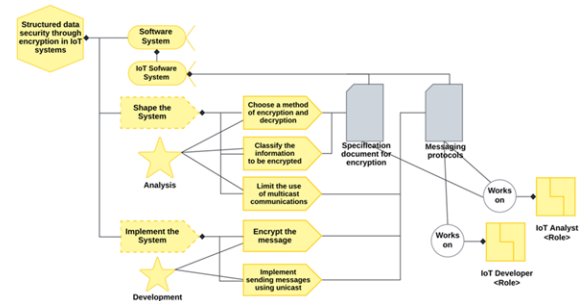 Structured data
security through
encryption in IoT
systems
Software
System
IoT Sofware
System
Shape the
System
Analysis
Choose a method
of encryption and
decryption
Classify the
information
to be encrypted
Limit the use
of multicast
communications
Specification
document for
encryption
Messaging
protocols
Implement the
System
Development
Encrypt the
message
Implement
sending messages
using unicast
Works
on
IoT Analyst
<Role>
Works
on
IoT Developer
<Role>